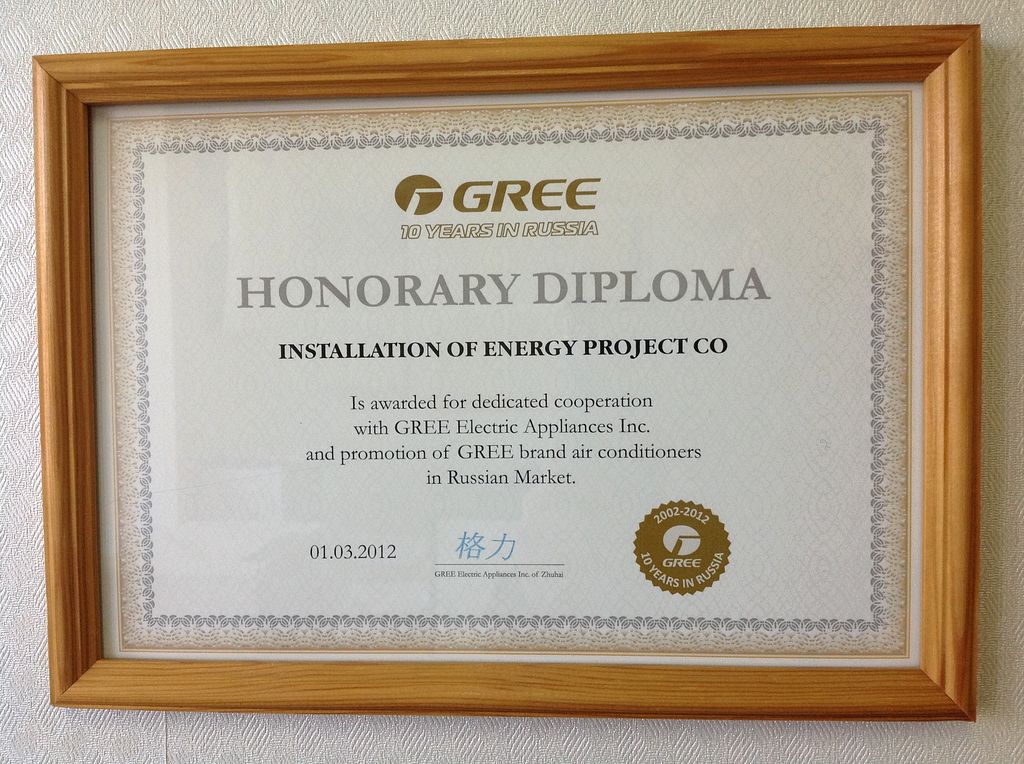 GREE
10 YEARS IN RUSSIA
HONORARY DIPLOMA
INSTALLATION OF ENERGY PROJECT CO
Is awarded for dedicated cooperation
with GREE Electric Appliances Inc.
and promotion of GREE brand air conditioners
in Russian Market.
01.03.2012
格力
GREE Electric Appliances Inc. of Zhuhai
2002-2012
GREE
10 YEARS IN RUSSIA